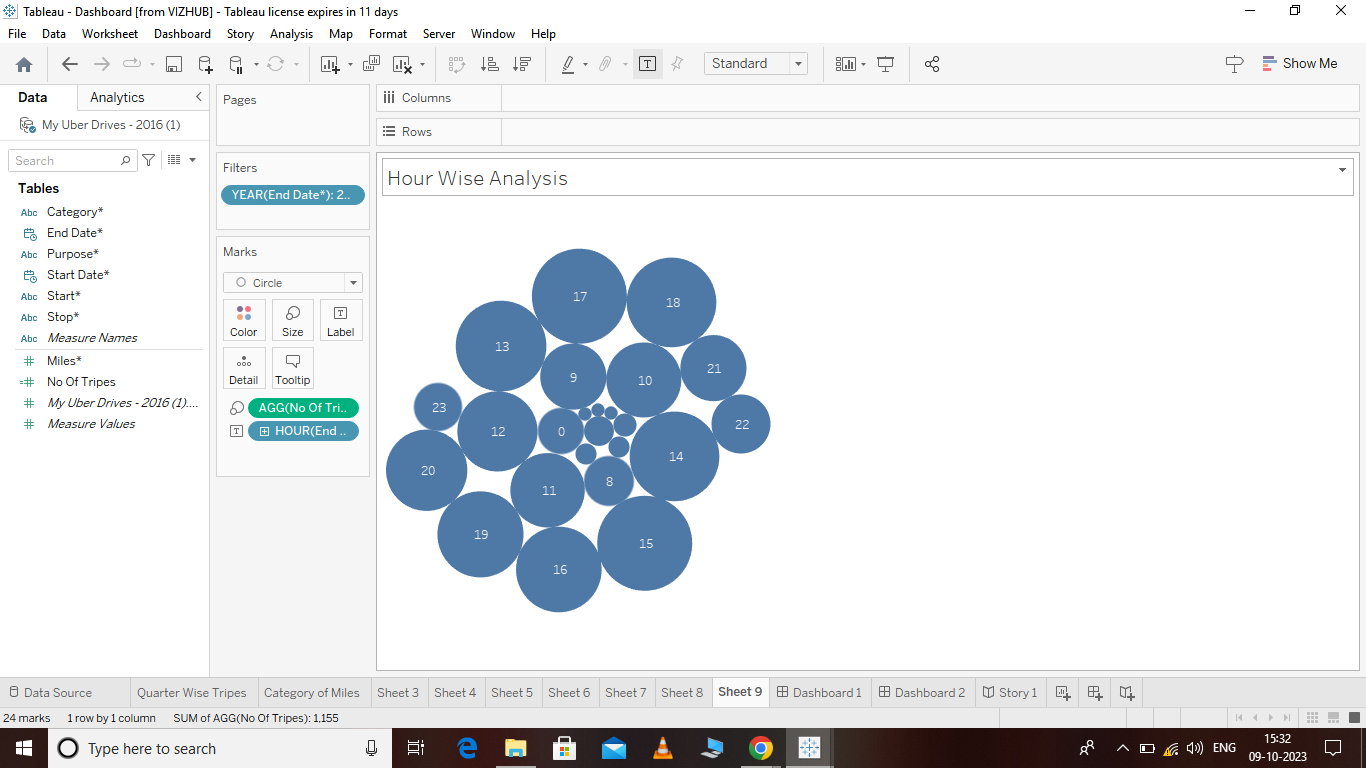 Tableau - Dashboard [from VIZHUB] - Tableau license expires in 11 days
File Data Worksheet Dashboard Story Analysis Map Format Server Window Help
Standard
Show Me
Data Analytics
My Uber Drives - 2016 (1)
Search
Tables
Abc Category*
End Date*
Abc Purpose*
Start Date*
Abc Start*
Abc Stop*
Abc Measure Names
Miles*
No Of Tripes
My Uber Drives - 2016 (1)....
Measure Values
Pages
Filters
YEAR(End Date*): 2..
Marks
Circle
Color Size Label
Detail Tooltip
AGG(No Of Tri..
HOUR(End ..
Columns
Rows
Hour Wise Analysis
17
18
13
21
9
10
23
22
12
0
14
20
8
11
19
15
16
Data Source Quarter Wise Tripes Category of Miles Sheet 3 Sheet 4 Sheet 5 Sheet 6 Sheet 7 Sheet 8 Sheet 9 Dashboard 1 Dashboard 2 Story 1
24 marks 1 row by 1 column SUM of AGG(No Of Tripes): 1,155
Type here to search
ENG
15:32
09-10-2023